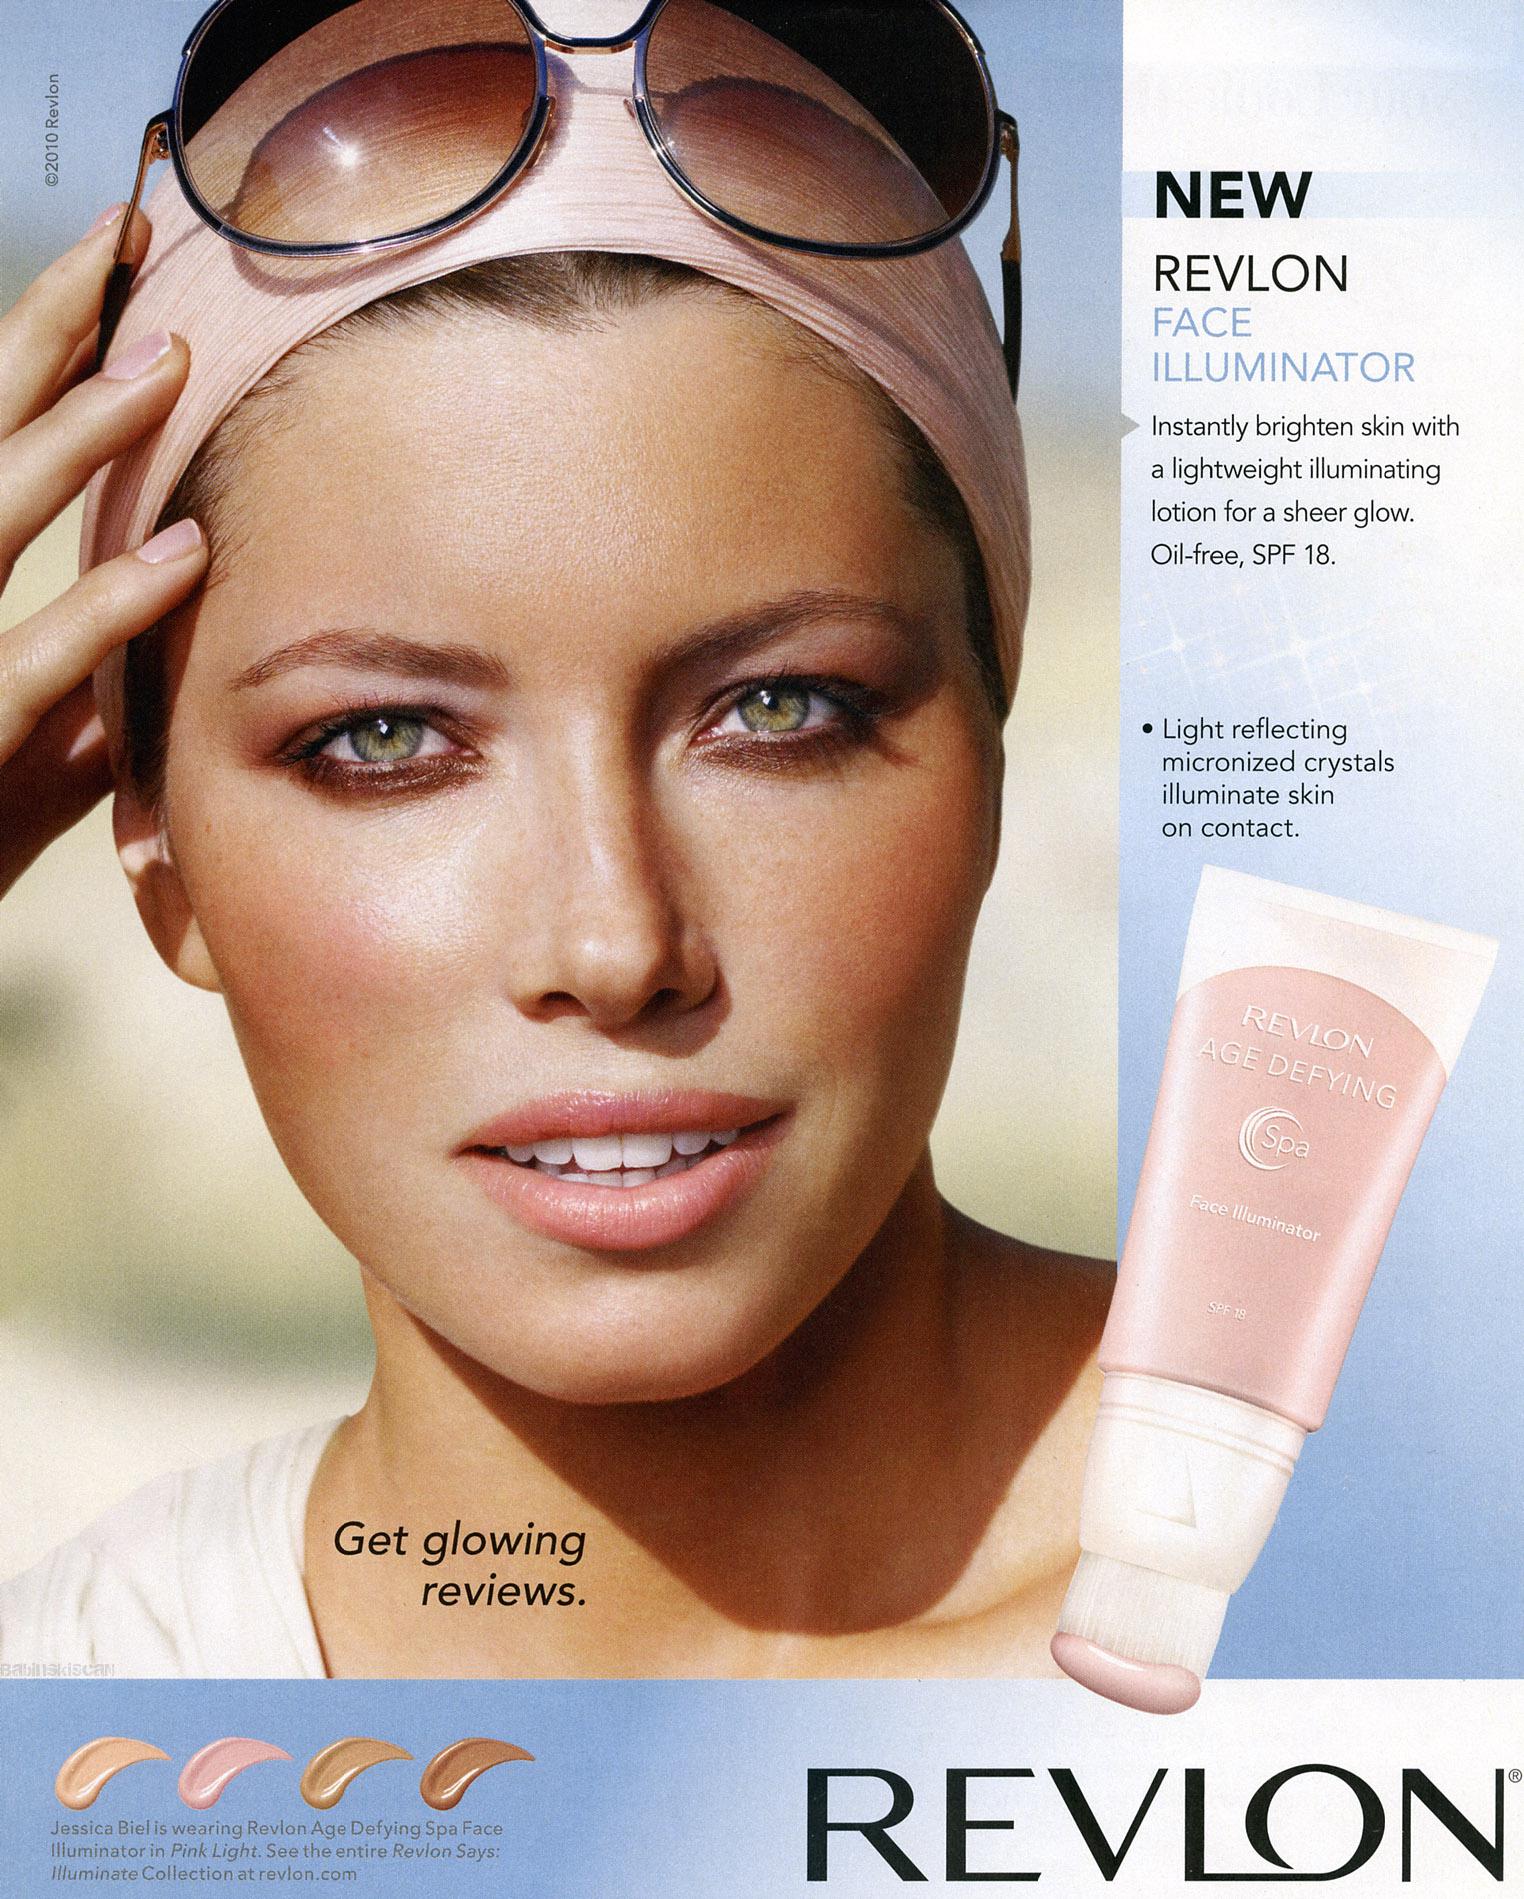 ©2010 Revlon
NEW
REVLON
FACE
ILLUMINATOR
Instantly brighten skin with
a lightweight illuminating
lotion for a sheer glow.
Oil-free, SPF 18.
• Light reflecting
micronized crystals
illuminate skin
on contact.
REVLON
AGE DEFYING
Spa
Face Illuminator
SPF 18
Get glowing
reviews.
BabinskiScan
Jessica Biel is wearing Revlon Age Defying Spa Face
Illuminator in Pink Light. See the entire Revlon Says:
Illuminate Collection at revlon.com
REVLON®